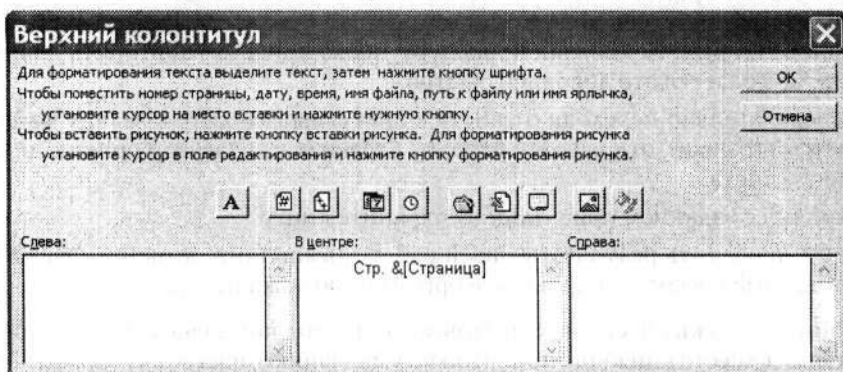 Верхний колонтитул
Для форматирования текста выделите текст, затем нажмите кнопку шрифта.
OK
Чтобы поместить номер страницы, дату, время, имя файла, путь к файлу или имя ярлычка,
установите курсор на место вставки и нажмите нужную кнопку.
Отмена
Чтобы вставить рисунок, нажмите кнопку вставки рисунка. Для форматирования рисунка
установите курсор в поле редактирования и нажмите кнопку форматирования рисунка.
A
Слева:
В центре:
Справа:
Стр. &[Страница]